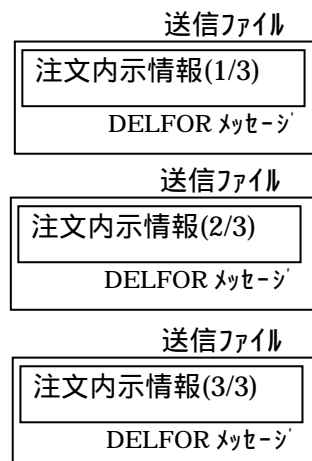 送信ﾌｧｲﾙ
注文内示情報(1/3)
DELFOR ﾒｯｾｰｼﾞ
送信ﾌｧｲﾙ
注文内示情報(2/3)
DELFOR ﾒｯｾｰｼﾞ
送信ﾌｧｲﾙ
注文内示情報(3/3)
DELFOR ﾒｯｾｰｼﾞ